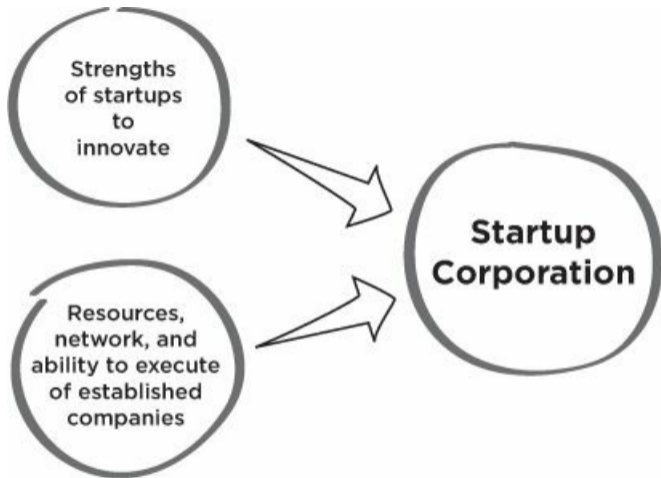 Strengths
of startups
to
innovate
Resources,
network, and
ability to execute
of established
companies
Startup
Corporation